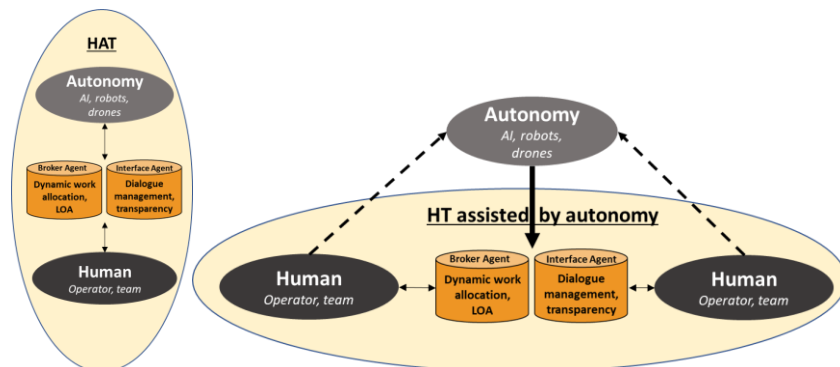 HAT
Autonomy
AI, robots,
drones
Broker Agent
Dynamic work
allocation,
LOA
Interface Agent
Dialogue
management,
transparency
Human
Operator, team
Autonomy
AI, robots,
drones
HT assisted by autonomy
Human
Operator, team
Broker Agent
Dynamic work
allocation,
LOA
Interface Agent
Dialogue
management,
transparency
Human
Operator, team